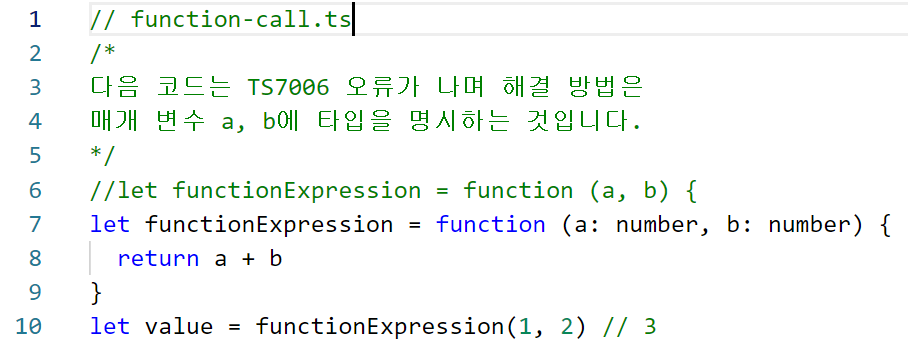 1 // function-call.ts
2 /*
3 다음 코드는 TS7006 오류가 나며 해결 방법은
4 매개 변수 a, b에 타입을 명시하는 것입니다.
5 */
6 //let functionExpression = function (a, b) {
7 let functionExpression = function (a: number, b: number) {
8   return a + b
9 }
10 let value = functionExpression(1, 2) // 3